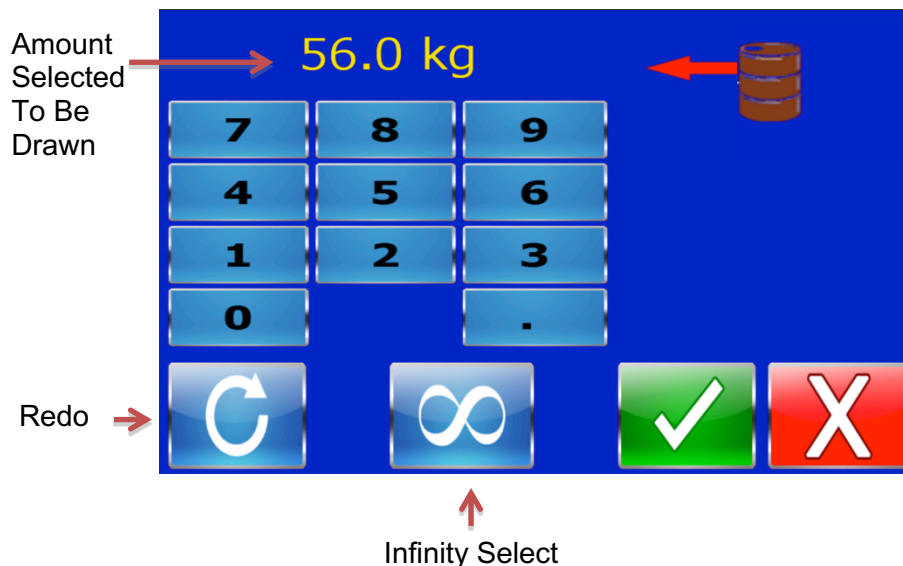 Amount
Selected
To Be
Drawn
56.0 kg
7 8 9
4 5 6
1 2 3
0 .
Redo
∞
Infinity Select